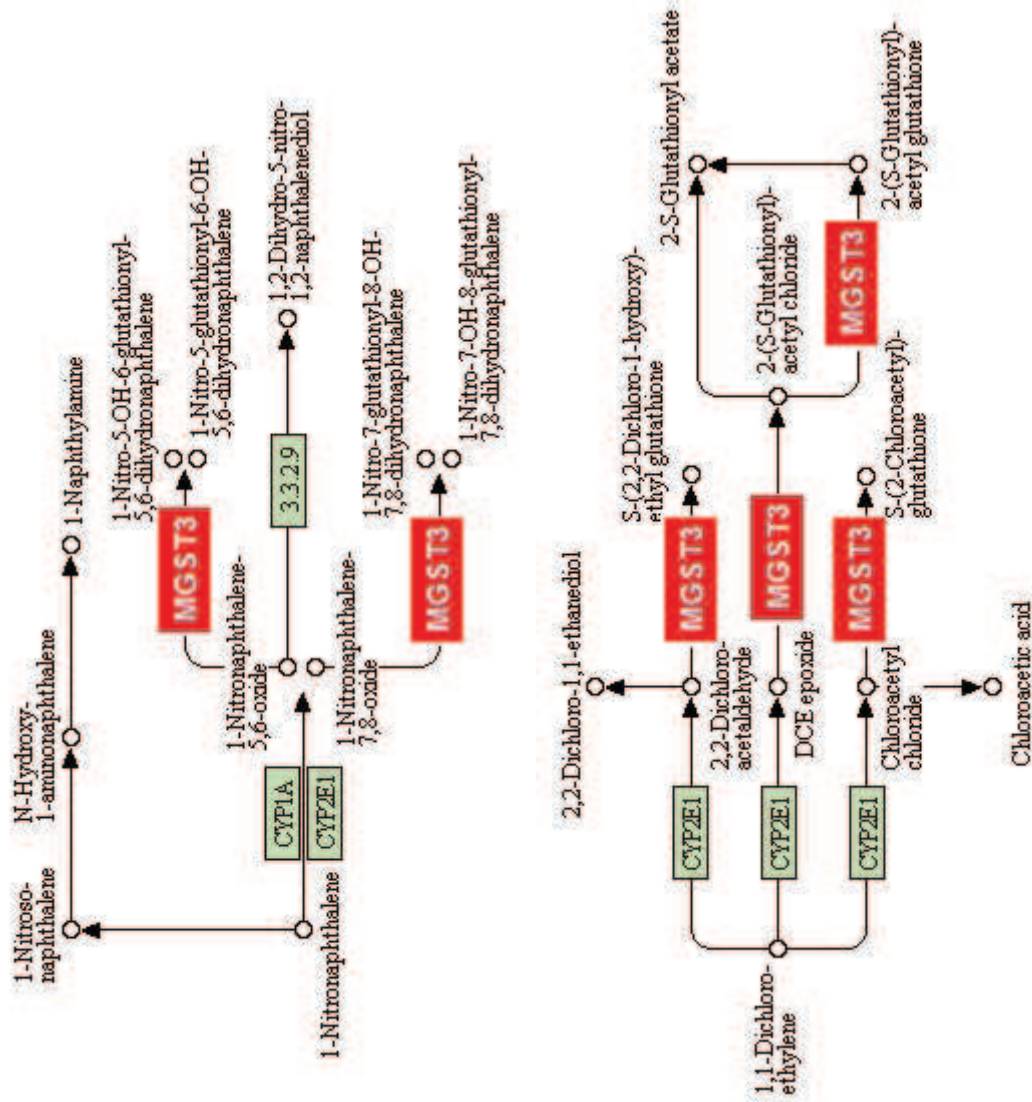 1-Nitroso-
naphthalene
N-Hydroxy-
1-aminonaphthalene
1-Naphthylamine
1-Nitronaphthalene
CYP1A
CYP2E1
1-Nitronaphthalene-
5,6-oxide
1-Nitronaphthalene-
7,8-oxide
MGST3
1-Nitro-5-OH-6-glutathionyl-
5,6-dihydronaphthalene
1-Nitro-5-glutathionyl-6-OH-
5,6-dihydronaphthalene
3.3.2.9
1,2-Dihydro-5-nitro-
1,2-naphthalenediol
MGST3
1-Nitro-7-glutathionyl-8-OH-
7,8-dihydronaphthalene
1-Nitro-7-OH-8-glutathionyl-
7,8-dihydronaphthalene
1,1-Dichloro-
ethylene
CYP2E1
CYP2E1
CYP2E1
2,2-Dichloro-1,1-ethanediol
2,2-Dichloro-
acetaldehyde
DCE epoxide
Chloroacetyl
chloride
Chloroacetic acid
MGST3
MGST3
MGST3
S-(2,2-Dichloro-1-hydroxy)-
ethyl glutathione
2-(S-Glutathionyl)-
acetyl chloride
S-(2-Chloroacetyl)-
glutathione
MGST3
2-S-Glutathionyl acetate
2-(S-Glutathionyl)-
acetyl glutathione